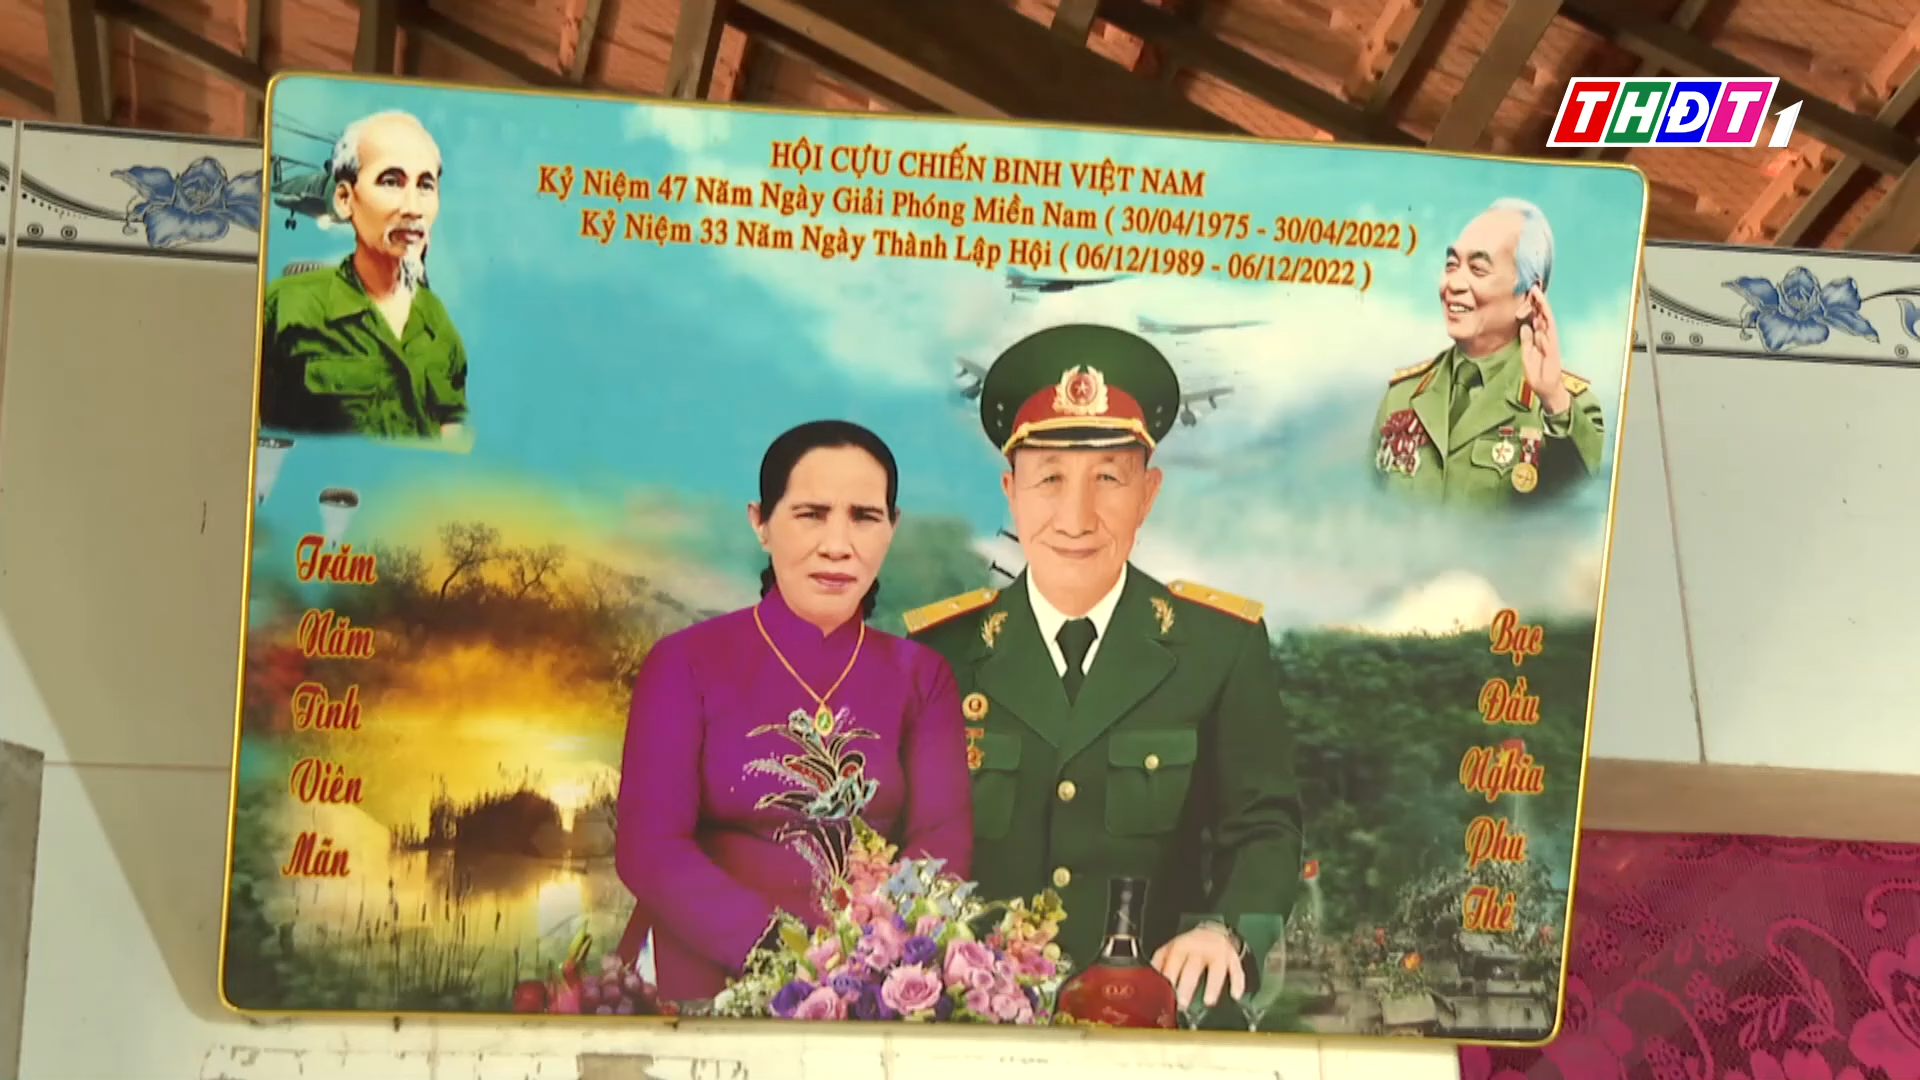 THĐT1
HỘI CỰU CHIẾN BINH VIỆT NAM
Kỷ Niệm 47 Năm Ngày Giải Phóng Miền Nam ( 30/04/1975 - 30/04/2022 )
Kỷ Niệm 33 Năm Ngày Thành Lập Hội ( 06/12/1989 - 06/12/2022 )
Trăm
Năm
Tình
Viên
Mãn
Bạc
Đầu
Nghĩa
Phu
Thê